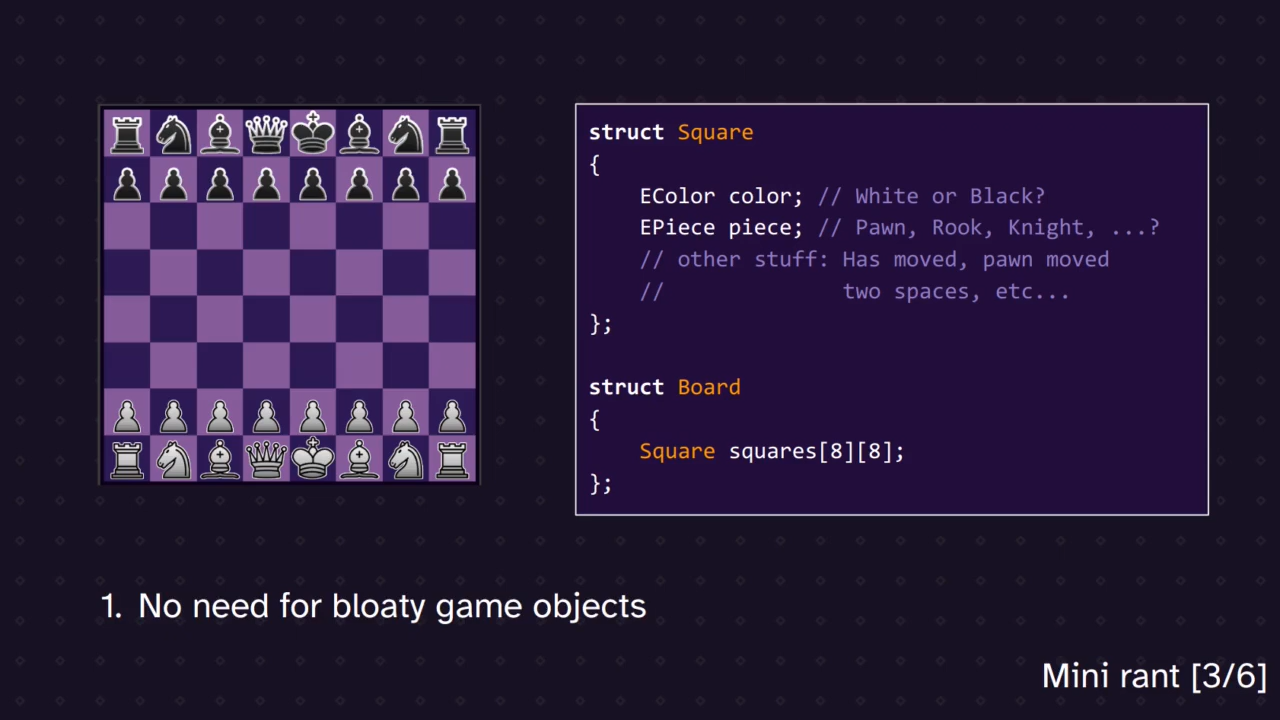 struct Square
{
    EColor color; // White or Black?
    EPiece piece; // Pawn, Rook, Knight, ...?
    // other stuff: Has moved, pawn moved
    //              two spaces, etc...
};

struct Board
{
    Square squares[8][8];
};
1. No need for bloaty game objects
Mini rant [3/6]